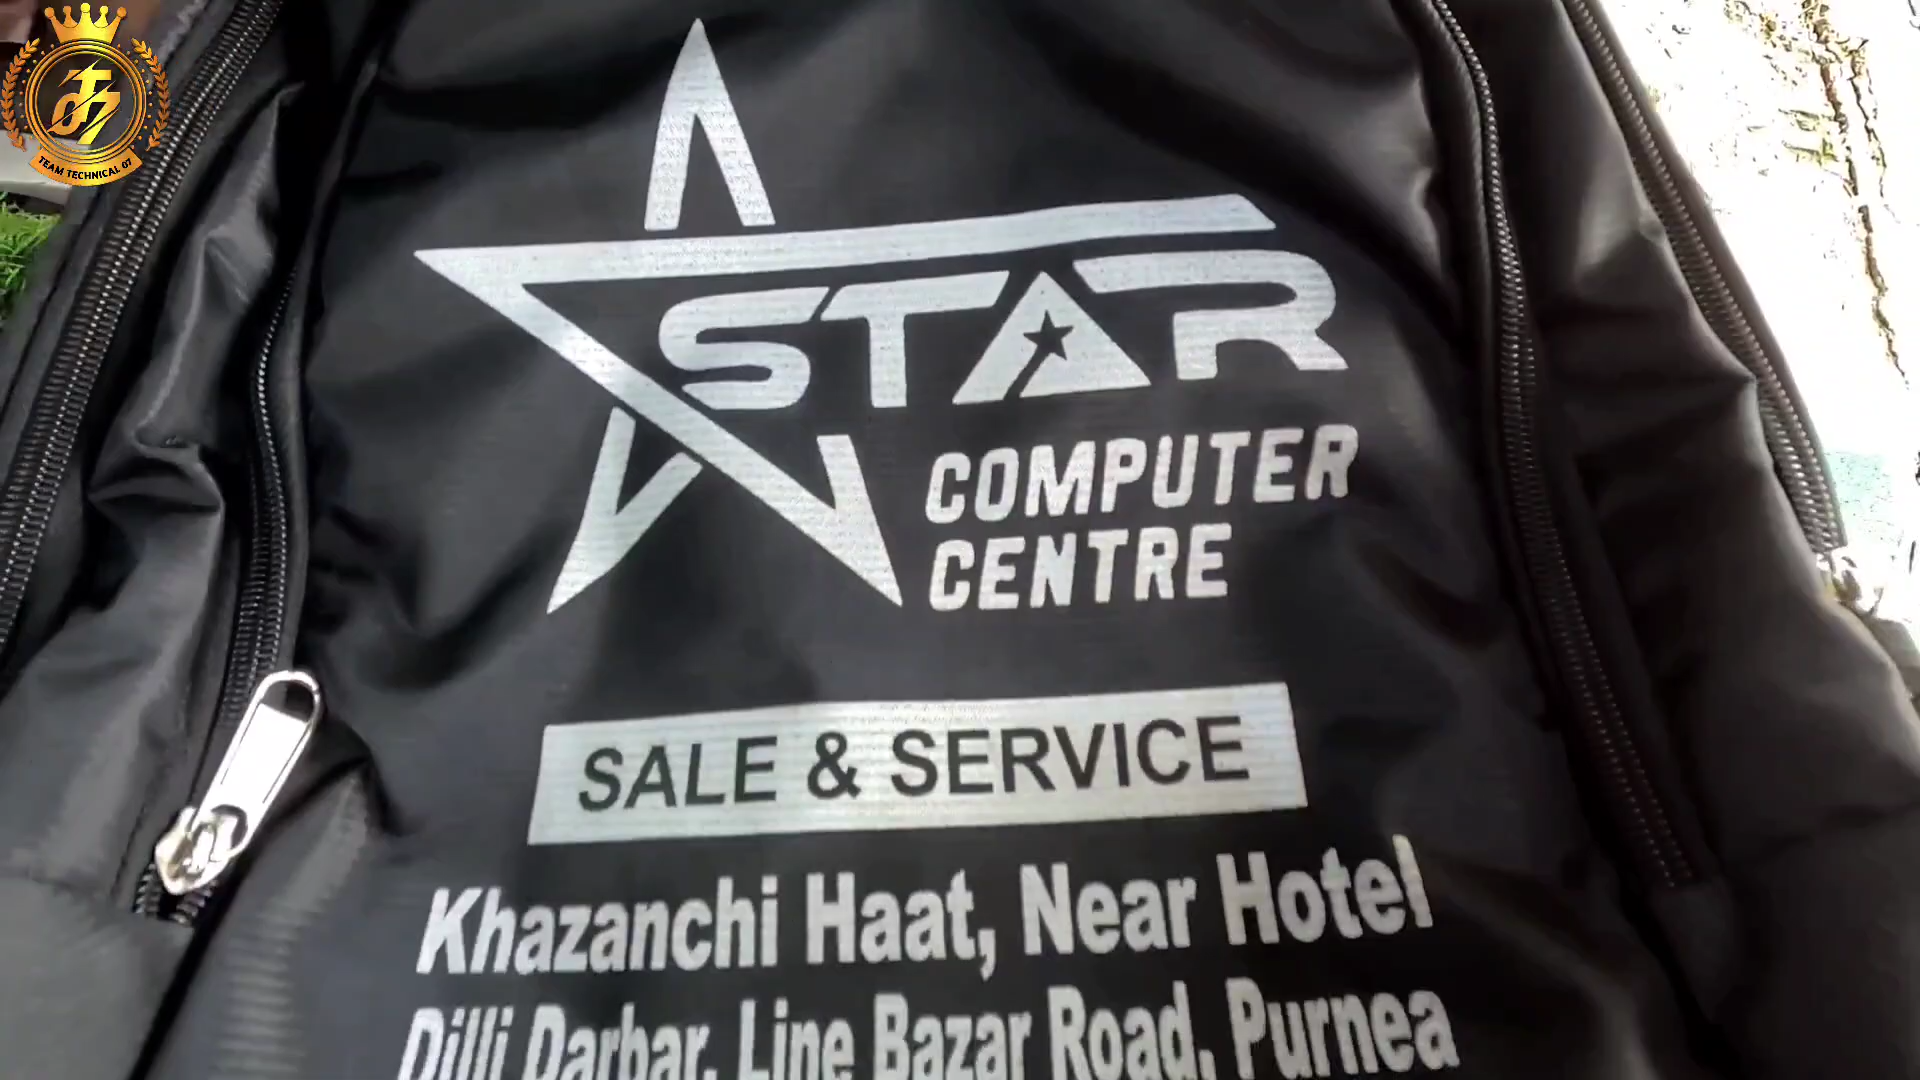 TEAM TECHNICAL 07
STAR
COMPUTER
CENTRE
SALE & SERVICE
Khazanchi Haat, Near Hotel
Dilli Darbar, Line Bazar Road, Purnea